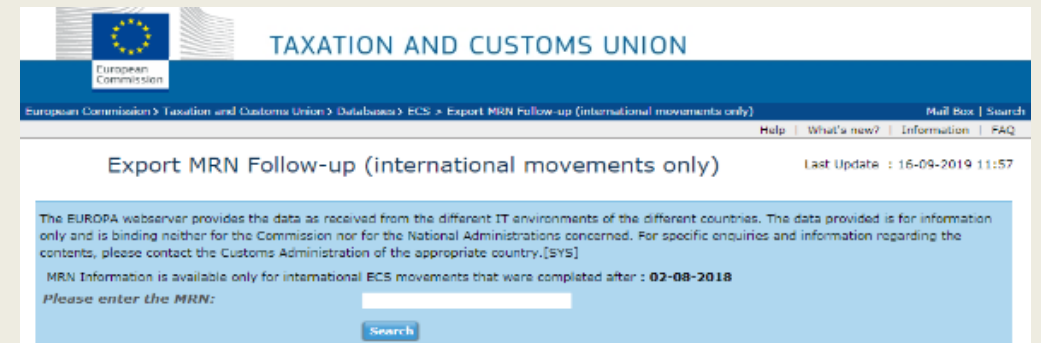 TAXATION AND CUSTOMS UNION
European
Commission
European Commission > Taxation and Customs Union > Databases > ECS > Export MRN Follow-up (international movements only) Mail Box | Search
Help | What's new? | Information | FAQ
Export MRN Follow-up (international movements only) Last Update : 16-09-2019 11:57
The EUROPA webserver provides the data as received from the different IT environments of the different countries. The data provided is for information
only and is binding neither for the Commission nor for the National Administrations concerned. For specific enquiries and information regarding the
contents, please contact the Customs Administration of the appropriate country.[SYS]
MRN Information is available only for international ECS movements that were completed after : 02-08-2018
Please enter the MRN:
Search